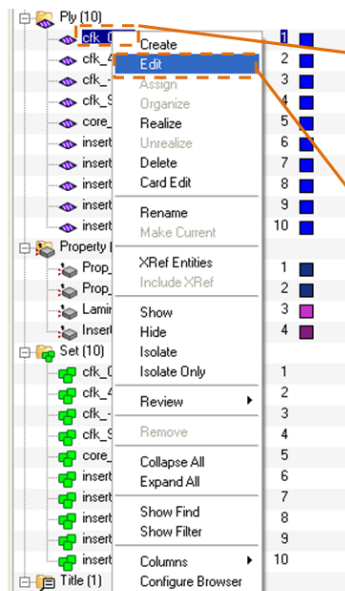 Ply (10)
cfk_0 1
cfk_4 2
cfk_- 3
cfk_S 4
core_ 5
insert 6
insert 7
insert 8
insert 9
insert 10
Property
Prop_ 1
Prop_ 2
Lamin 3
Insert 4
Set (10)
cfk_0 1
cfk_4 2
cfk_- 3
cfk_S 4
core_ 5
insert 6
insert 7
insert 8
insert 9
insert 10
Title (1)
Create
Edit
Assign
Organize
Realize
Unrealize
Delete
Card Edit
Rename
Make Current
XRef Entities
Include XRef
Show
Hide
Isolate
Isolate Only
Review
Remove
Collapse All
Expand All
Show Find
Show Filter
Columns
Configure Browser